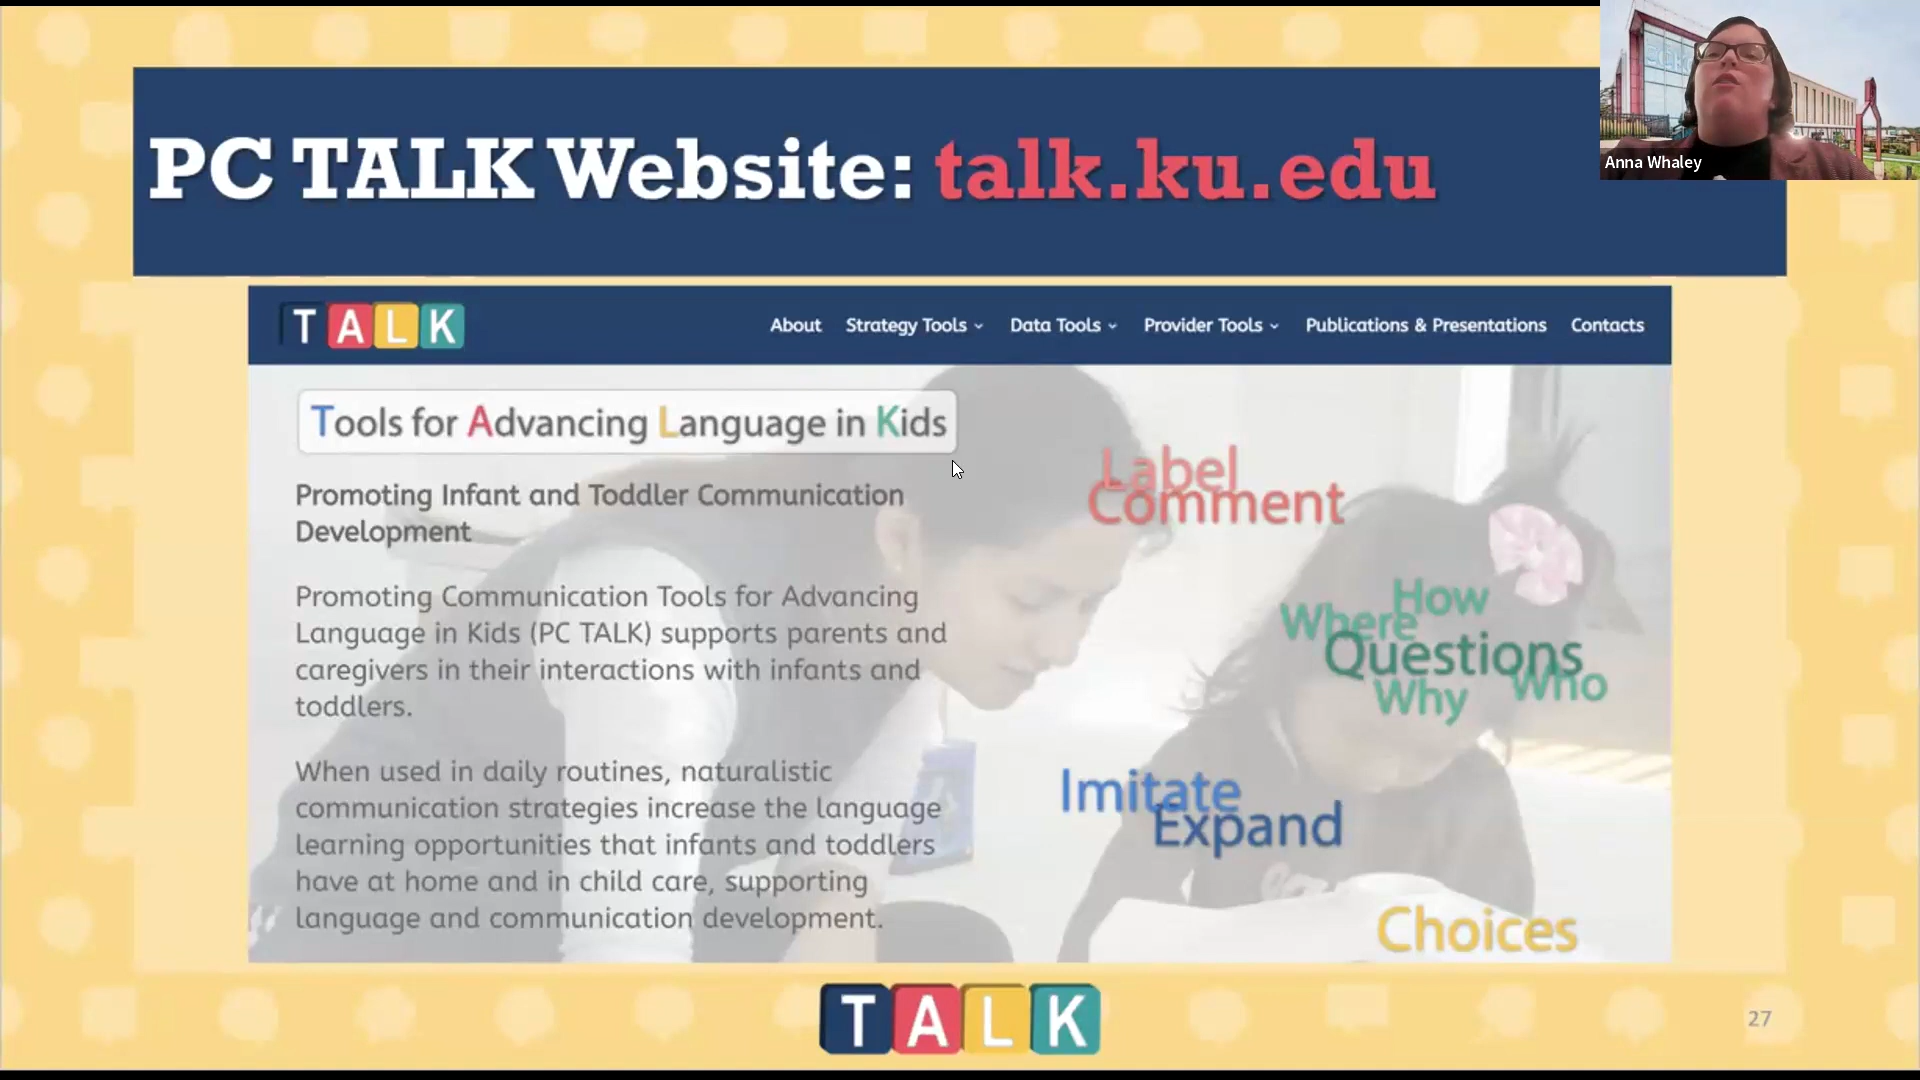 PC TALK Website: talk.ku.edu
Anna Whaley
TALK
About Strategy Tools Data Tools Provider Tools Publications & Presentations Contacts
Tools for Advancing Language in Kids
Promoting Infant and Toddler Communication
Development
Promoting Communication Tools for Advancing
Language in Kids (PC TALK) supports parents and
caregivers in their interactions with infants and
toddlers.
When used in daily routines, naturalistic
communication strategies increase the language
learning opportunities that infants and toddlers
have at home and in child care, supporting
language and communication development.
Label
Comment
How
Where
Questions
Who
Why
Imitate
Expand
Choices
TALK
27